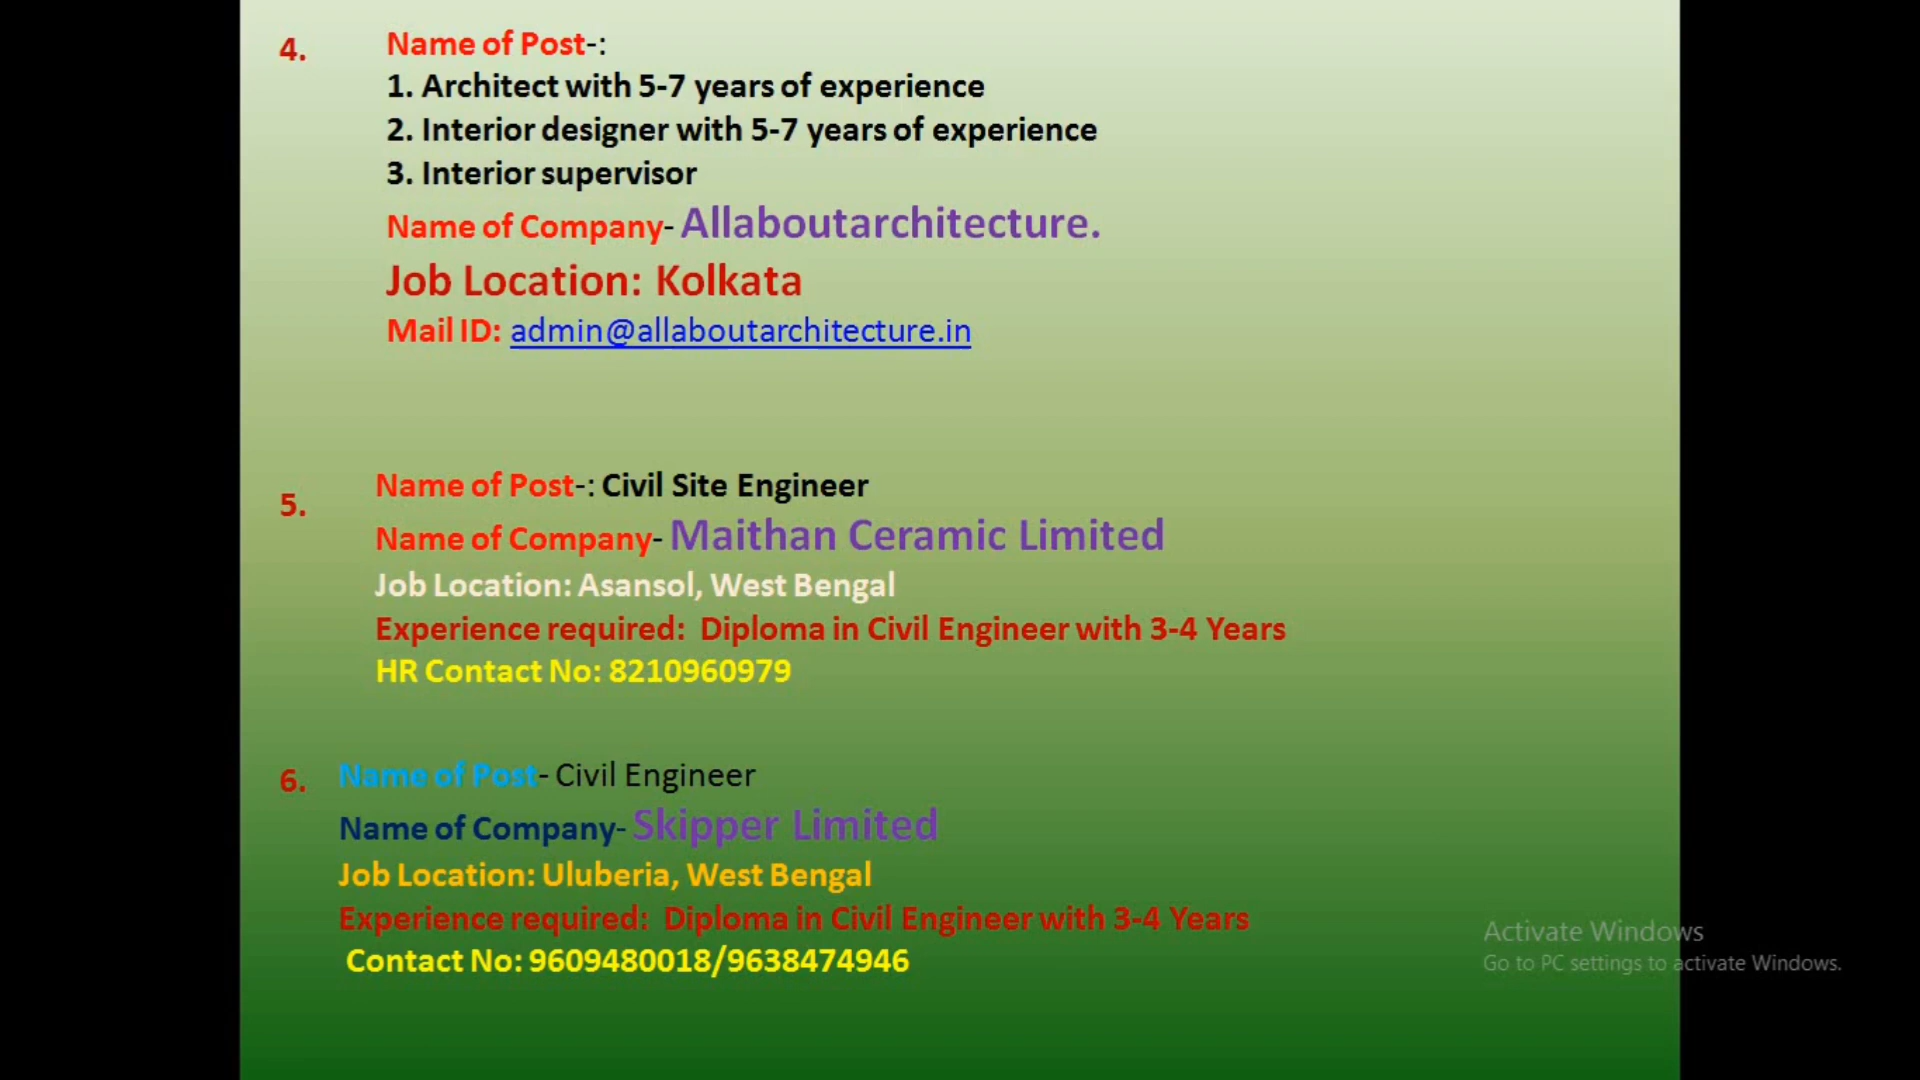 4.
Name of Post-:
1. Architect with 5-7 years of experience
2. Interior designer with 5-7 years of experience
3. Interior supervisor
Name of Company- Allaboutarchitecture.
Job Location: Kolkata
Mail ID: admin@allaboutarchitecture.in
5.
Name of Post-: Civil Site Engineer
Name of Company- Maithan Ceramic Limited
Job Location: Asansol, West Bengal
Experience required: Diploma in Civil Engineer with 3-4 Years
HR Contact No: 8210960979
6.
Name of Post- Civil Engineer
Name of Company- Skipper Limited
Job Location: Uluberia, West Bengal
Experience required: Diploma in Civil Engineer with 3-4 Years
Contact No: 9609480018/9638474946
Activate Windows
Go to PC settings to activate Windows.